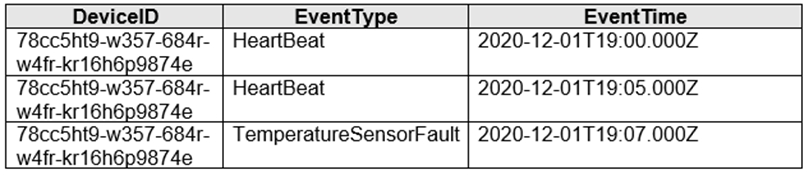 DeviceID EventType EventTime
78cc5ht9-w357-684r- HeartBeat 2020-12-01T19:00.000Z
w4fr-kr16h6p9874e
78cc5ht9-w357-684r- HeartBeat 2020-12-01T19:05.000Z
w4fr-kr16h6p9874e
78cc5ht9-w357-684r- TemperatureSensorFault 2020-12-01T19:07.000Z
w4fr-kr16h6p9874e